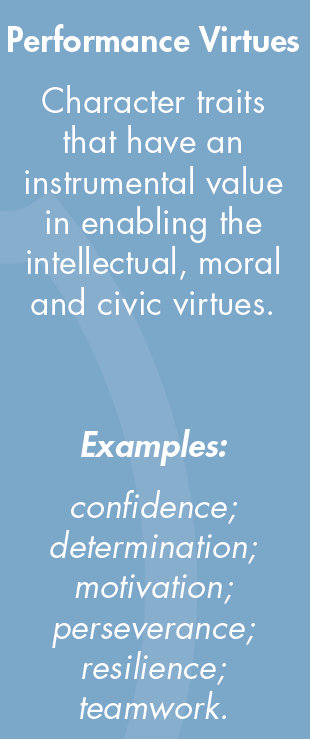 Performance Virtues
Character traits
that have an
instrumental value
in enabling the
intellectual, moral
and civic virtues.
Examples:
confidence;
determination;
motivation;
perseverance;
resilience;
teamwork.